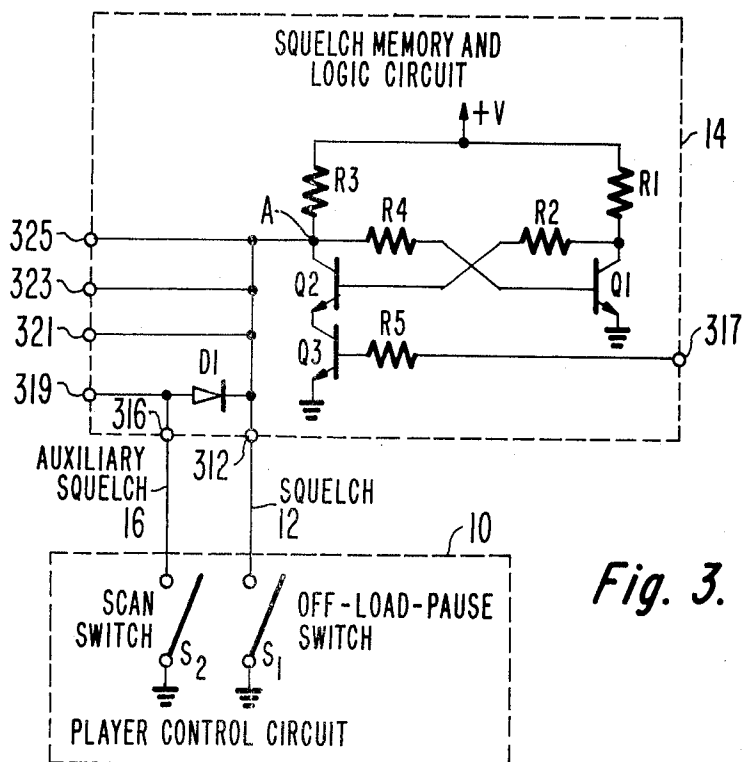 SQUELCH MEMORY AND
LOGIC CIRCUIT
+V
14
R3
R1
A
R4
R2
325
323
Q2
Q1
321
Q3
R5
317
D1
319
316
312
AUXILIARY
SQUELCH
16
SQUELCH
12
10
SCAN
SWITCH
S2
OFF-LOAD-PAUSE
SWITCH
S1
PLAYER CONTROL CIRCUIT
Fig. 3.